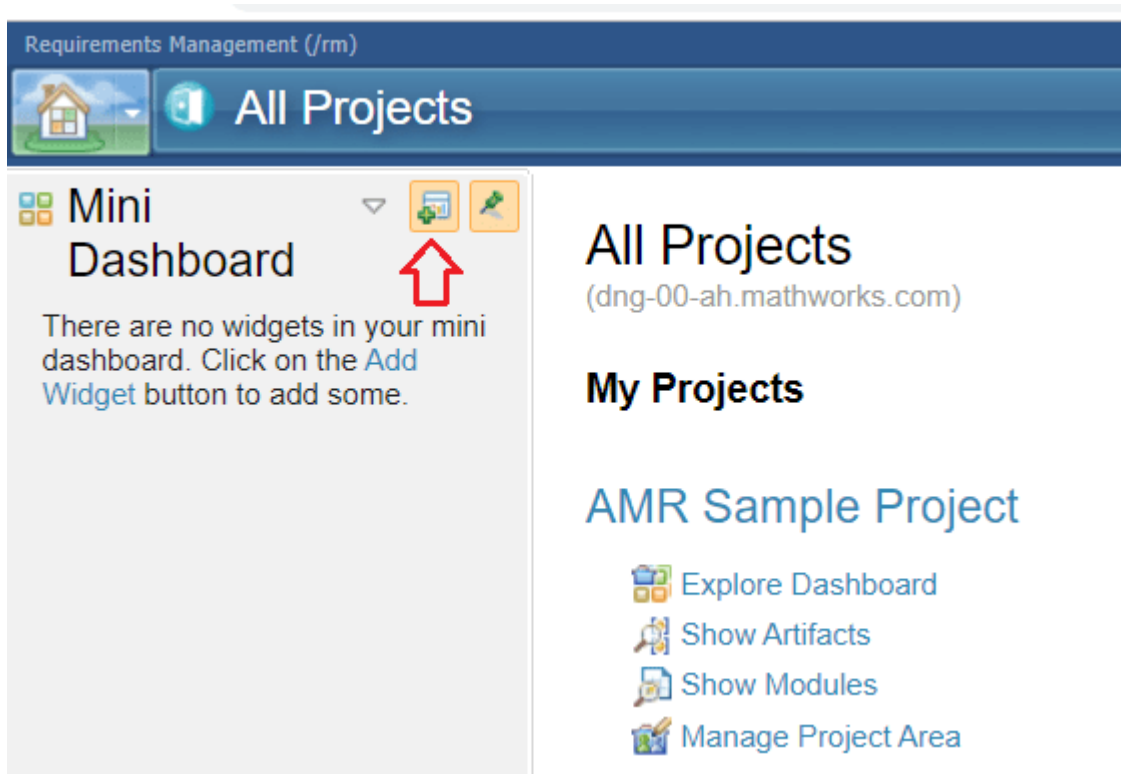 Requirements Management (/rm)
All Projects
Mini
Dashboard
There are no widgets in your mini
dashboard. Click on the Add
Widget button to add some.
All Projects
(dng-00-ah.mathworks.com)
My Projects
AMR Sample Project
Explore Dashboard
Show Artifacts
Show Modules
Manage Project Area